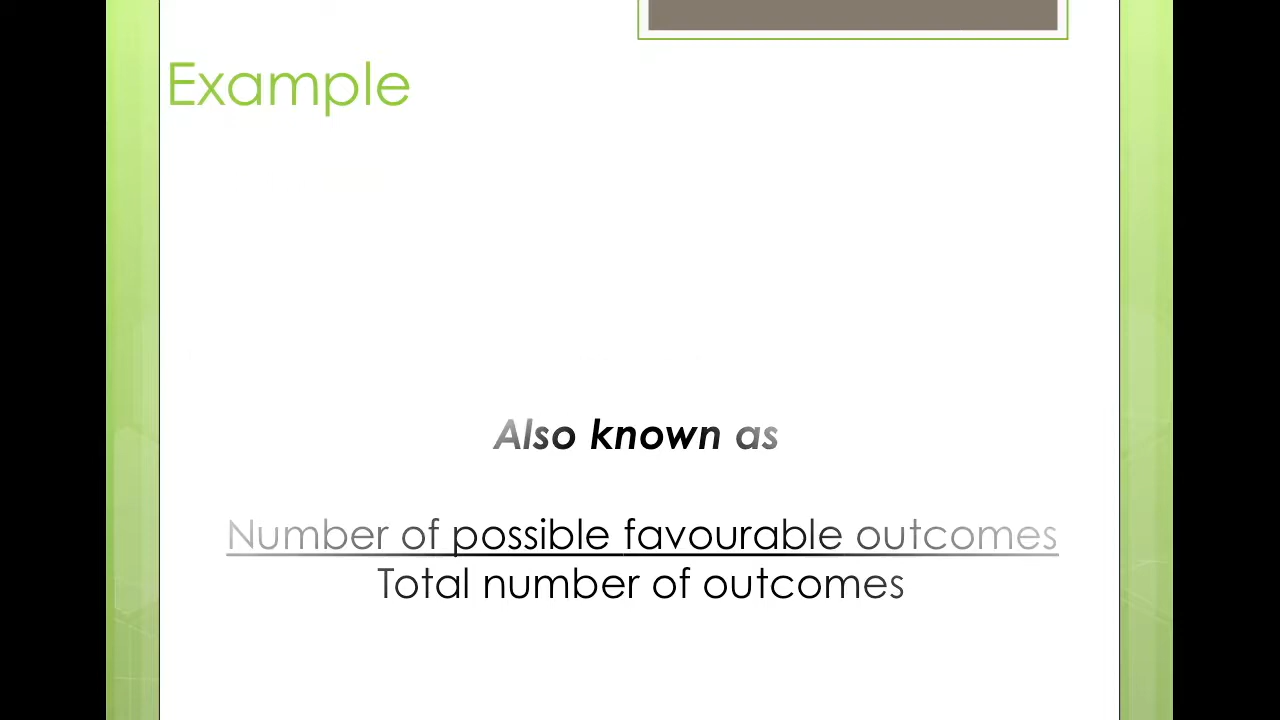 Example
Also known as
Number of possible favourable outcomes
Total number of outcomes